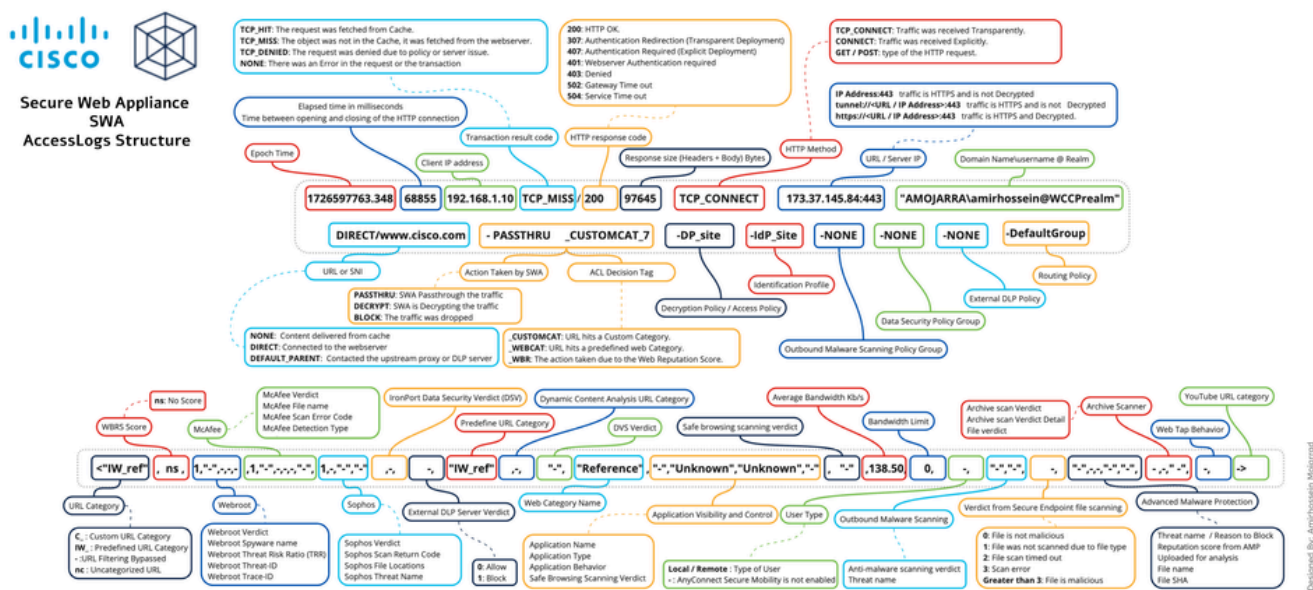 CISCO
Secure Web Appliance
SWA
AccessLogs Structure
TCP_HIT: The request was fetched from Cache.
TCP_MISS: The object was not in the Cache, it was fetched from the webserver.
TCP_DENIED: The request was denied due to policy or server issue.
NONE: There was an Error in the request or the transaction
200: HTTP OK.
307: Authentication Redirection (Transparent Deployment)
407: Authentication Required (Explicit Deployment)
401: Webserver Authentication required
403: Denied
502: Gateway Time out
504: Service Time out
TCP_CONNECT: Traffic was received Transparently.
CONNECT: Traffic was received Explicitly.
GET / POST: type of the HTTP request.
IP Address:443 traffic is HTTPS and is not Decrypted
tunnel://<URL / IP Address>:443 traffic is HTTPS and is not Decrypted
https://<URL / IP Address>:443 traffic is HTTPS and Decrypted.
Elapsed time in milliseconds
Time between opening and closing of the HTTP connection
Transaction result code
HTTP response code
Epoch Time
Client IP address
Response size (Headers + Body) Bytes
HTTP Method
URL / Server IP
Domain Name\username @ Realm
1726597763.348 68855 192.168.1.10 TCP_MISS / 200 97645 TCP_CONNECT 173.37.145.84:443 "AMOJARRA\amirhossein@WCCPrealm"
DIRECT/www.cisco.com - PASSTHRU _CUSTOMCAT_7 -DP_site -IdP_Site -NONE -NONE -NONE -DefaultGroup
URL or SNI
Action Taken by SWA
ACL Decision Tag
Routing Policy
Identification Profile
External DLP Policy
Decryption Policy / Access Policy
Data Security Policy Group
Outbound Malware Scanning Policy Group
PASSTHRU: SWA Passthrough the traffic
DECRYPT: SWA is Decrypting the traffic
BLOCK: The traffic was dropped
NONE: Content delivered from cache
DIRECT: Connected to the webserver
DEFAULT_PARENT: Contacted the upstream proxy or DLP server
_CUSTOMCAT: URL hits a Custom Category.
_WEBCAT: URL hits a predefined web Category.
_WBR: The action taken due to the Web Reputation Score.
ns: No Score
WBRS Score
McAfee
McAfee Verdict
McAfee File name
McAfee Scan Error Code
McAfee Detection Type
IronPort Data Security Verdict (DSV)
Predefine URL Category
Dynamic Content Analysis URL Category
DVS Verdict
Safe browsing scanning verdict
Average Bandwidth Kb/s
Bandwidth Limit
Archive scan Verdict
Archive scan Verdict Detail
File verdict
Archive Scanner
Web Tap Behavior
YouTube URL category
<"IW_ref" , ns , 1,"-",-,-,-, ,1,"-",-,-,-,"-", 1,-,"-","-" ,-, -, "IW_ref" ,-, "-", "Reference" , "-","Unknown","Unknown","-" , "-" ,138.50, 0, -, "-","-", -, "-",-,-,"-","-", -,-,"-", -, ->
URL Category
Webroot
Sophos
External DLP Server Verdict
Web Category Name
Application Visibility and Control
User Type
Outbound Malware Scanning
Verdict from Secure Endpoint file scanning
Advanced Malware Protection
C_ : Custom URL Category
IW_ : Predefined URL Category
- :URL Filtering Bypassed
nc : Uncategorized URL
Webroot Verdict
Webroot Spyware name
Webroot Threat Risk Ratio (TRR)
Webroot Threat-ID
Webroot Trace-ID
Sophos Verdict
Sophos Scan Return Code
Sophos File Locations
Sophos Threat Name
0: Allow
1: Block
Application Name
Application Type
Application Behavior
Safe Browsing Scanning Verdict
Local / Remote : Type of User
- : AnyConnect Secure Mobility is not enabled
Anti-malware scanning verdict
Threat name
0: File is not malicious
1: File was not scanned due to file type
2: File scan timed out
3: Scan error
Greater than 3: File is malicious
Threat name / Reason to Block
Reputation score from AMP
Uploaded for analysis
File name
File SHA
Designed By: Amirhossein Mojarrad